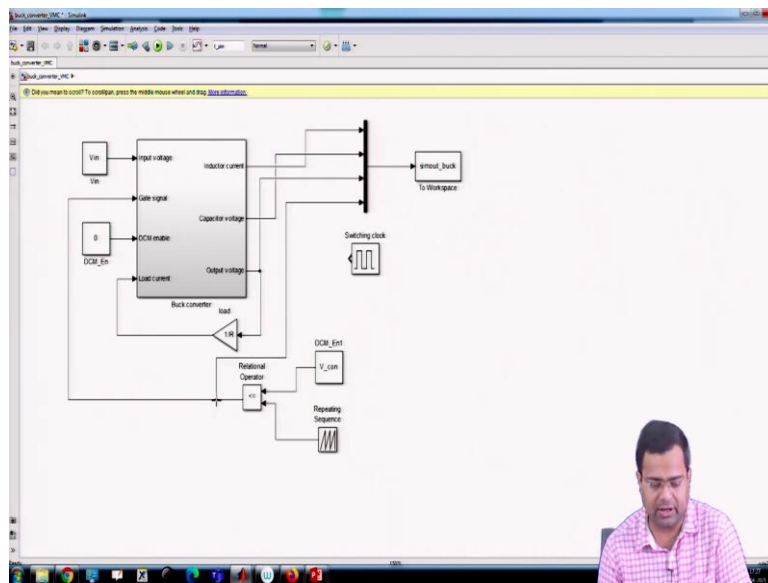 buck_converter_VMC * - Simulink
File Edit View Display Diagram Simulation Analysis Code Tools Help
t_sim Normal
buck_converter_VMC
buck_converter_VMC
Did you mean to scroll? To scroll/pan, press the middle mouse wheel and drag. More information.
Vin
Vin
Input voltage
Inductor current
Gate signal
Capacitor voltage
0
DCM_En
DCM enable
Load current
Output voltage
Buck converter
simout_buck
To Workspace
Switching clock
load
1/R
DCM_En1
V_con
Relational
Operator
<=
Repeating
Sequence
Ready